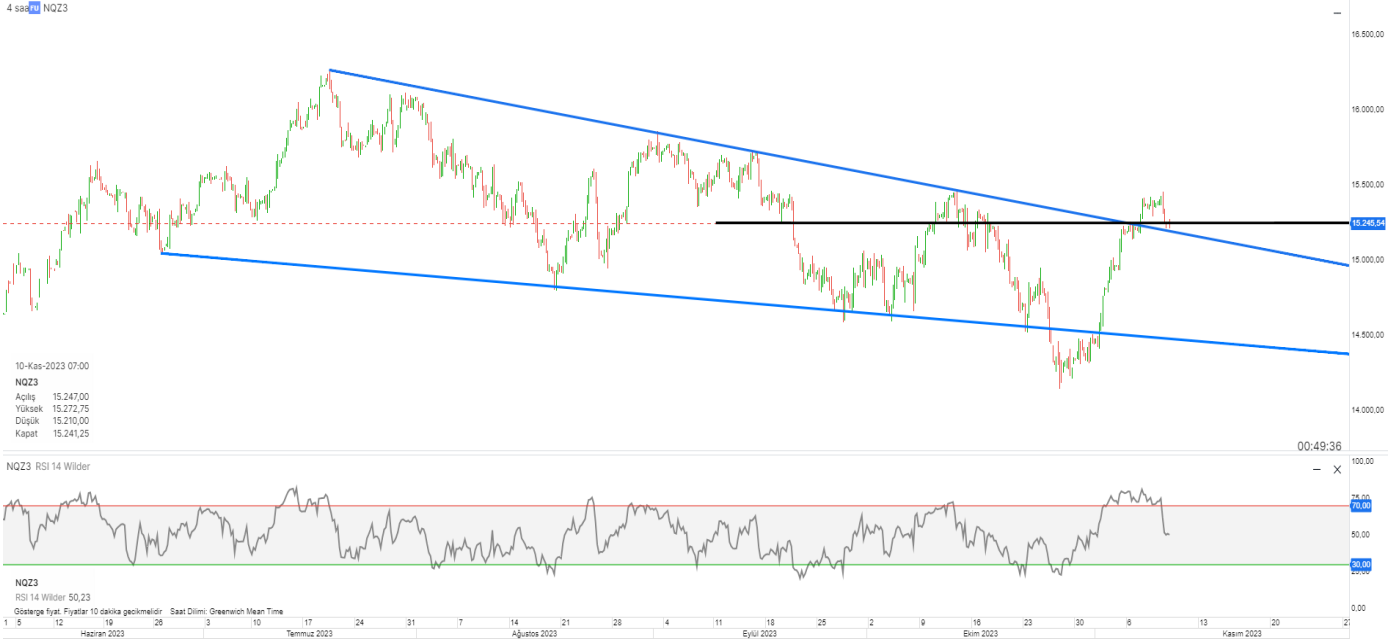 4 saa ru NQZ3
16.500,00
16.000,00
15.500,00
15.245,54
15.000,00
14.500,00
14.000,00
10-Kas-2023 07:00
NQZ3
Açılış 15.247,00
Yüksek 15.272,75
Düşük 15.210,00
Kapat 15.241,25
00:49:36
NQZ3 RSI 14 Wilder
100,00
75,00
70,00
50,00
30,00
25,00
0,00
NQZ3
RSI 14 Wilder 50,23
Gösterge fiyat. Fiyatlar 10 dakika gecikmelidir Saat Dilimi: Greenwich Mean Time
1 5 12 19 26 3 10 17 24 31 7 14 21 28 4 11 18 25 2 9 16 23 30 6 13 20 27
Haziran 2023 Temmuz 2023 Ağustos 2023 Eylül 2023 Ekim 2023 Kasım 2023